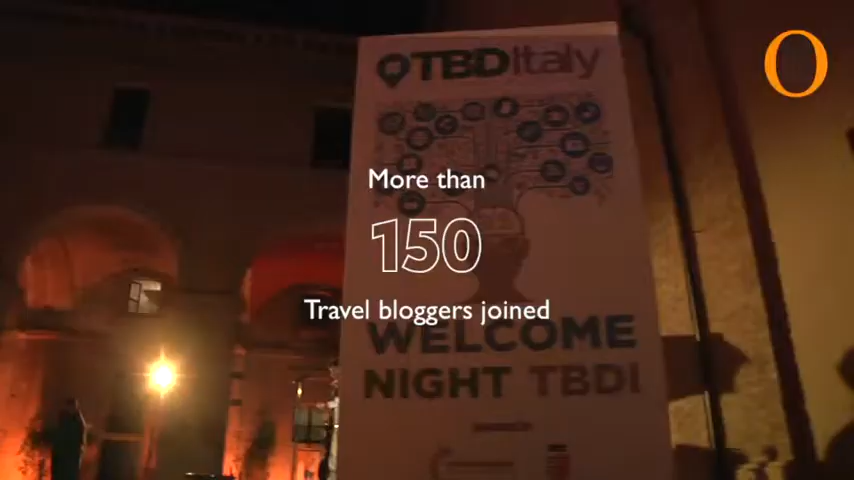 TBDItaly
O
More than
150
Travel bloggers joined
WELCOME
NIGHT TBDI